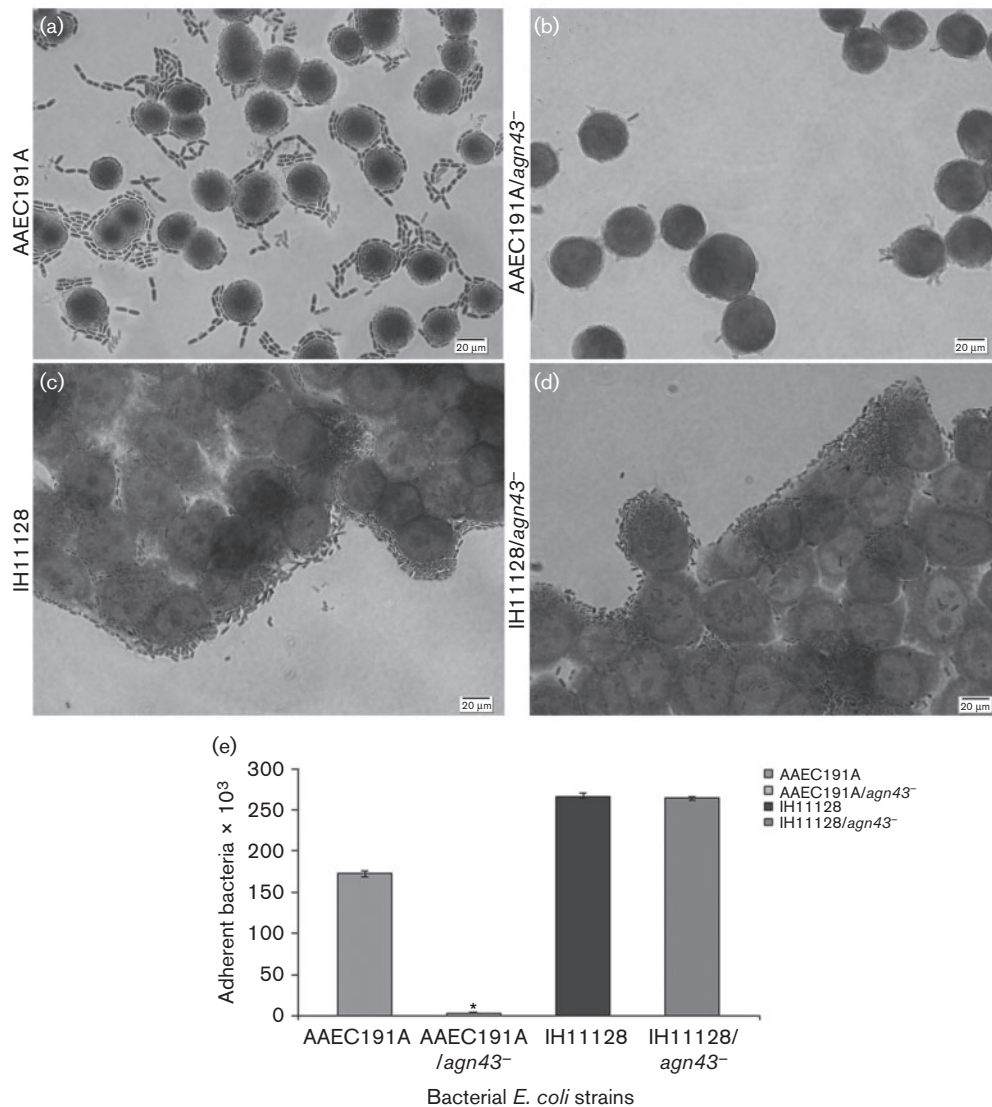 (a)
AAEC191A
20 µm
(b)
AAEC191A/agn43⁻
20 µm
(c)
IH11128
20 µm
(d)
IH11128/agn43⁻
20 µm
(e)
Adherent bacteria × 10³
300
250
200
150
100
50
0
*
AAEC191A
AAEC191A
/agn43⁻
IH11128
IH11128/
agn43⁻
Bacterial E. coli strains
AAEC191A
AAEC191A/agn43⁻
IH11128
IH11128/agn43⁻